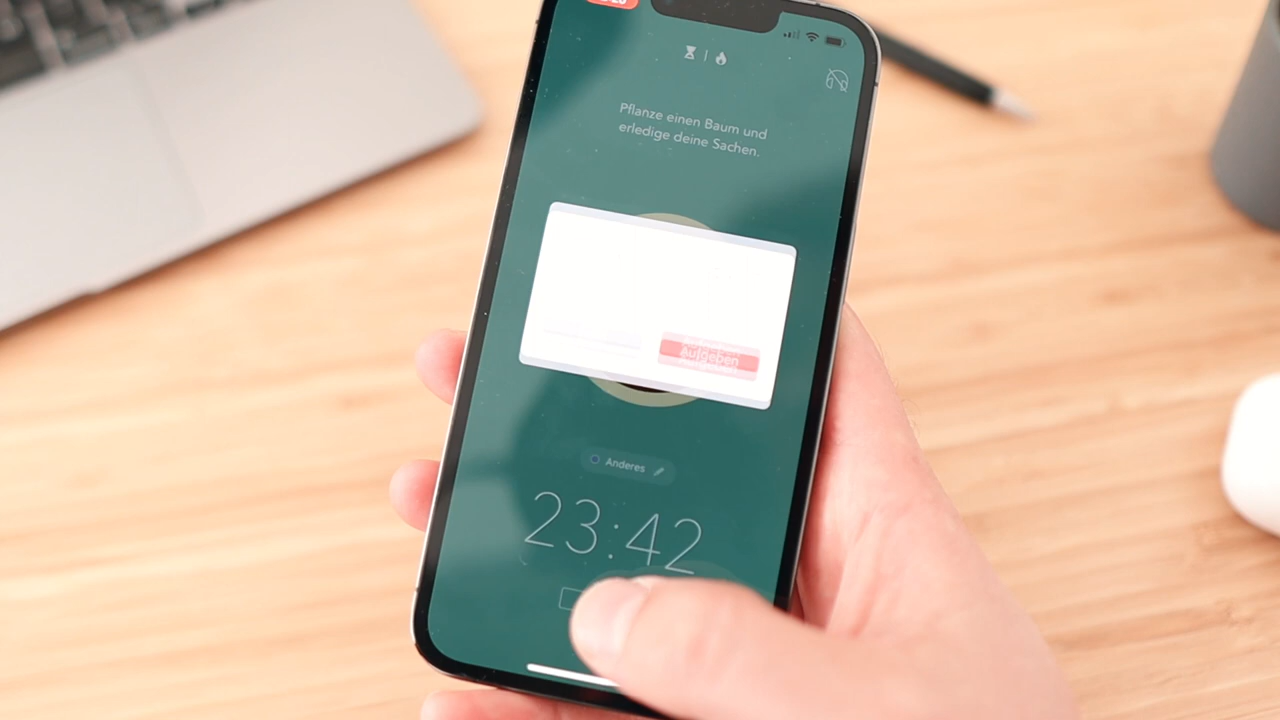 Pflanze einen Baum und
erledige deine Sachen.
Aufgeben
Anderes
23:42